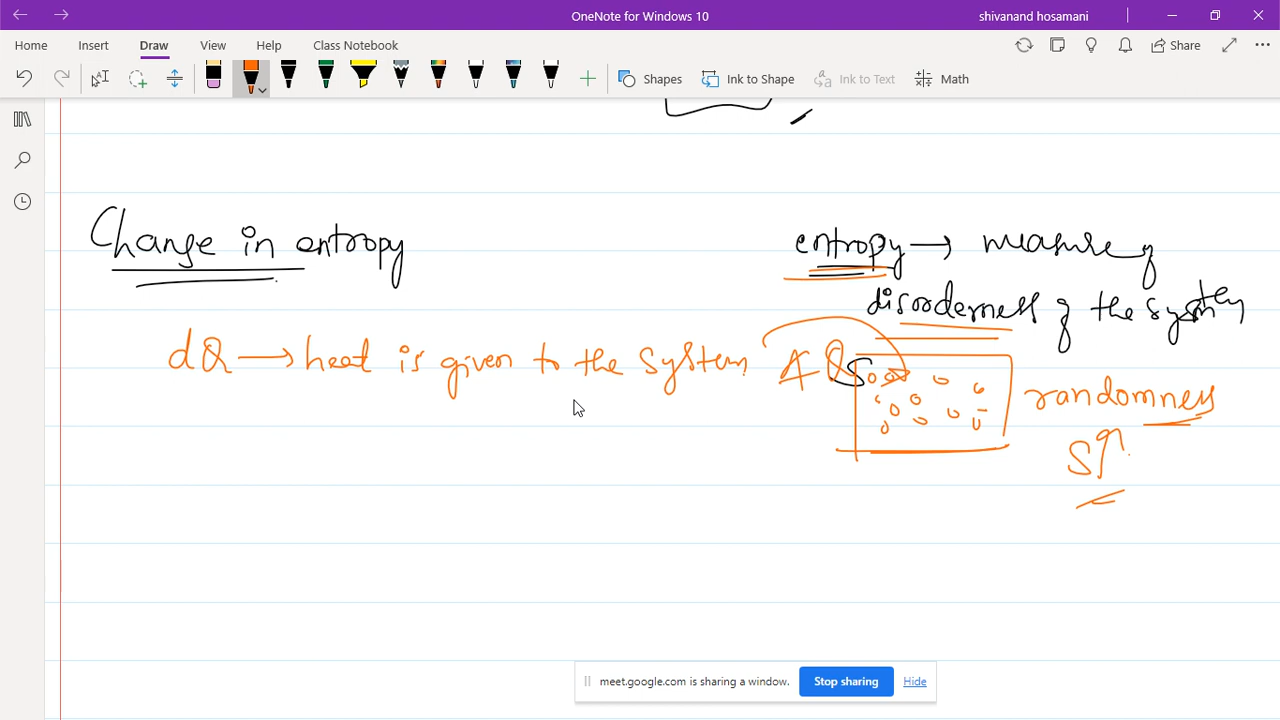 OneNote for Windows 10
shivanand hosamani
Home Insert Draw View Help Class Notebook
Share
Shapes Ink to Shape Ink to Text Math
Change in entropy
entropy → measure of
disorderness of the system
dQ → heat is given to the system
S
randomness
S↑
meet.google.com is sharing a window. Stop sharing Hide